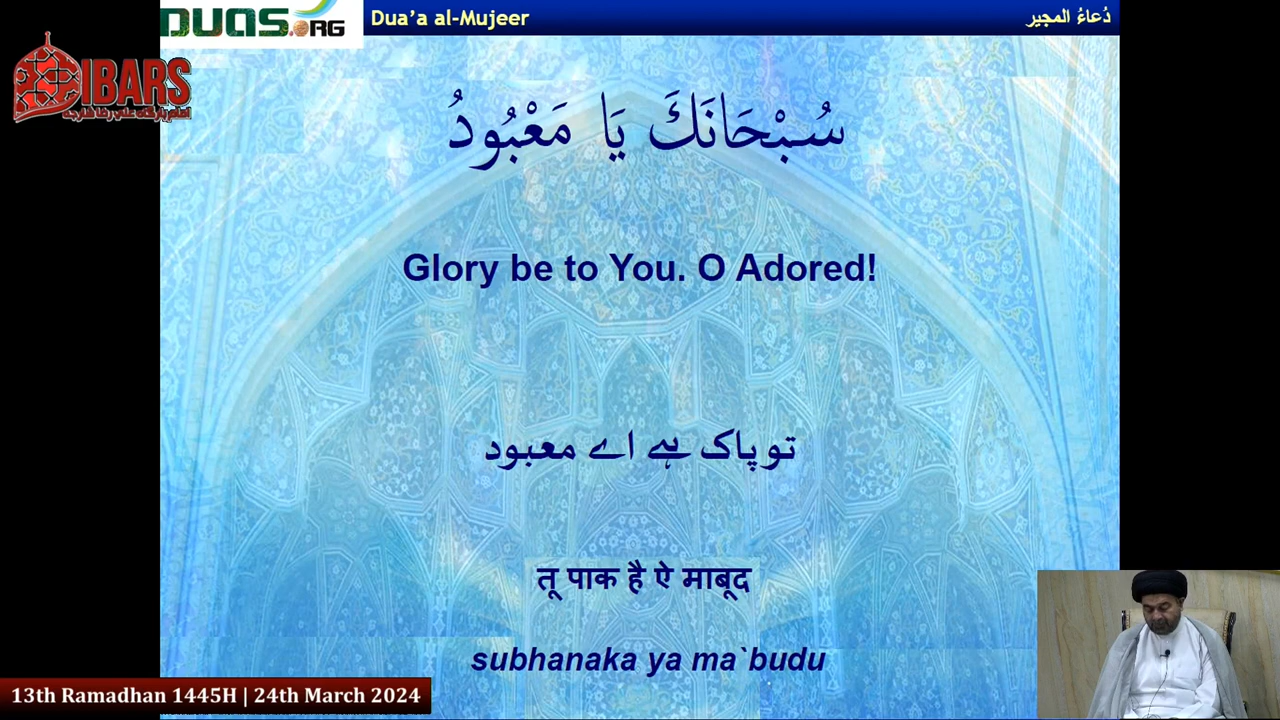 DUAS.ORG
Dua'a al-Mujeer
دُعاءُ المجير
IBARS
سُبْحَانَكَ يَا مَعْبُودُ
Glory be to You. O Adored!
تو پاک ہے اے معبود
तू पाक है ऐ माबूद
subhanaka ya ma`budu
13th Ramadhan 1445H | 24th March 2024